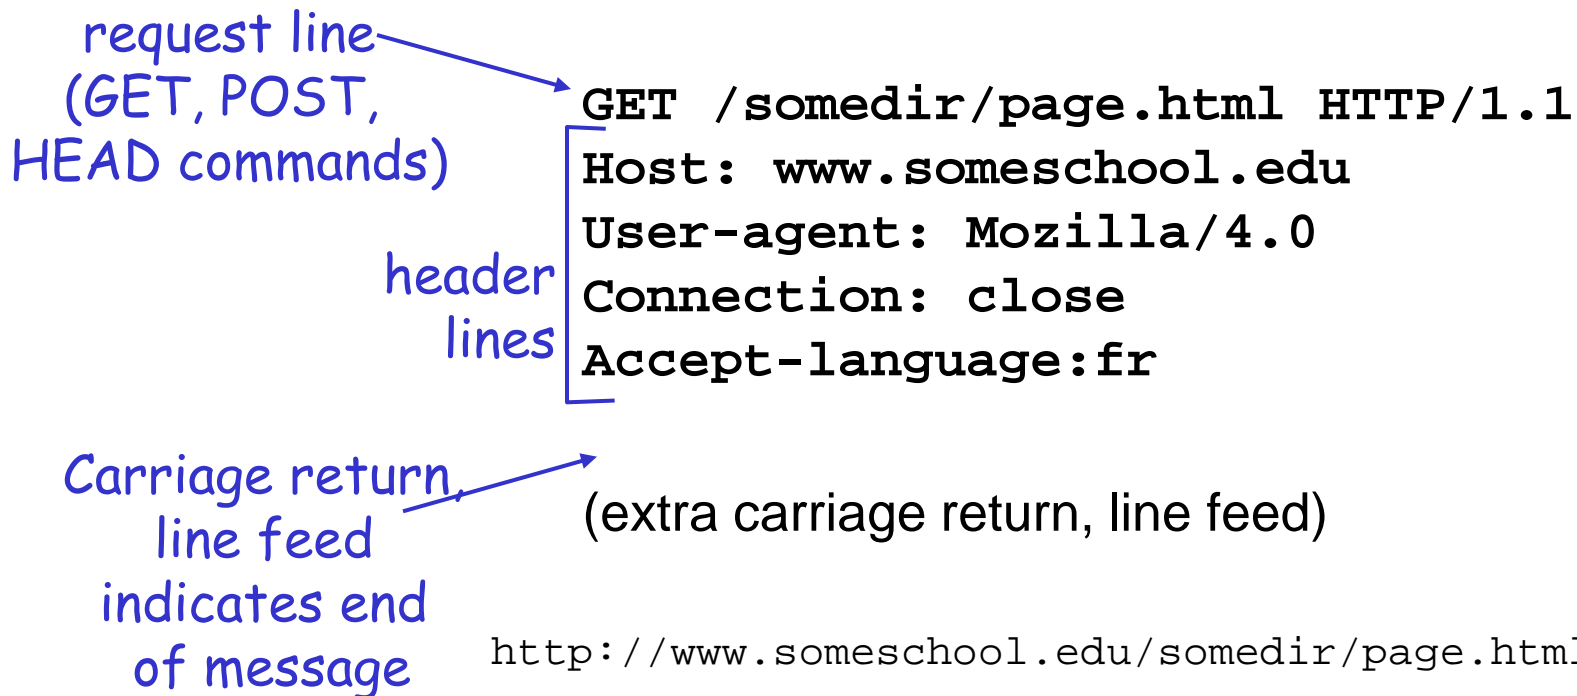 request line
(GET, POST,
HEAD commands)
GET /somedir/page.html HTTP/1.1
Host: www.someschool.edu
User-agent: Mozilla/4.0
Connection: close
Accept-language:fr
header
lines
Carriage return,
line feed
indicates end
of message
(extra carriage return, line feed)
http://www.someschool.edu/somedir/page.html